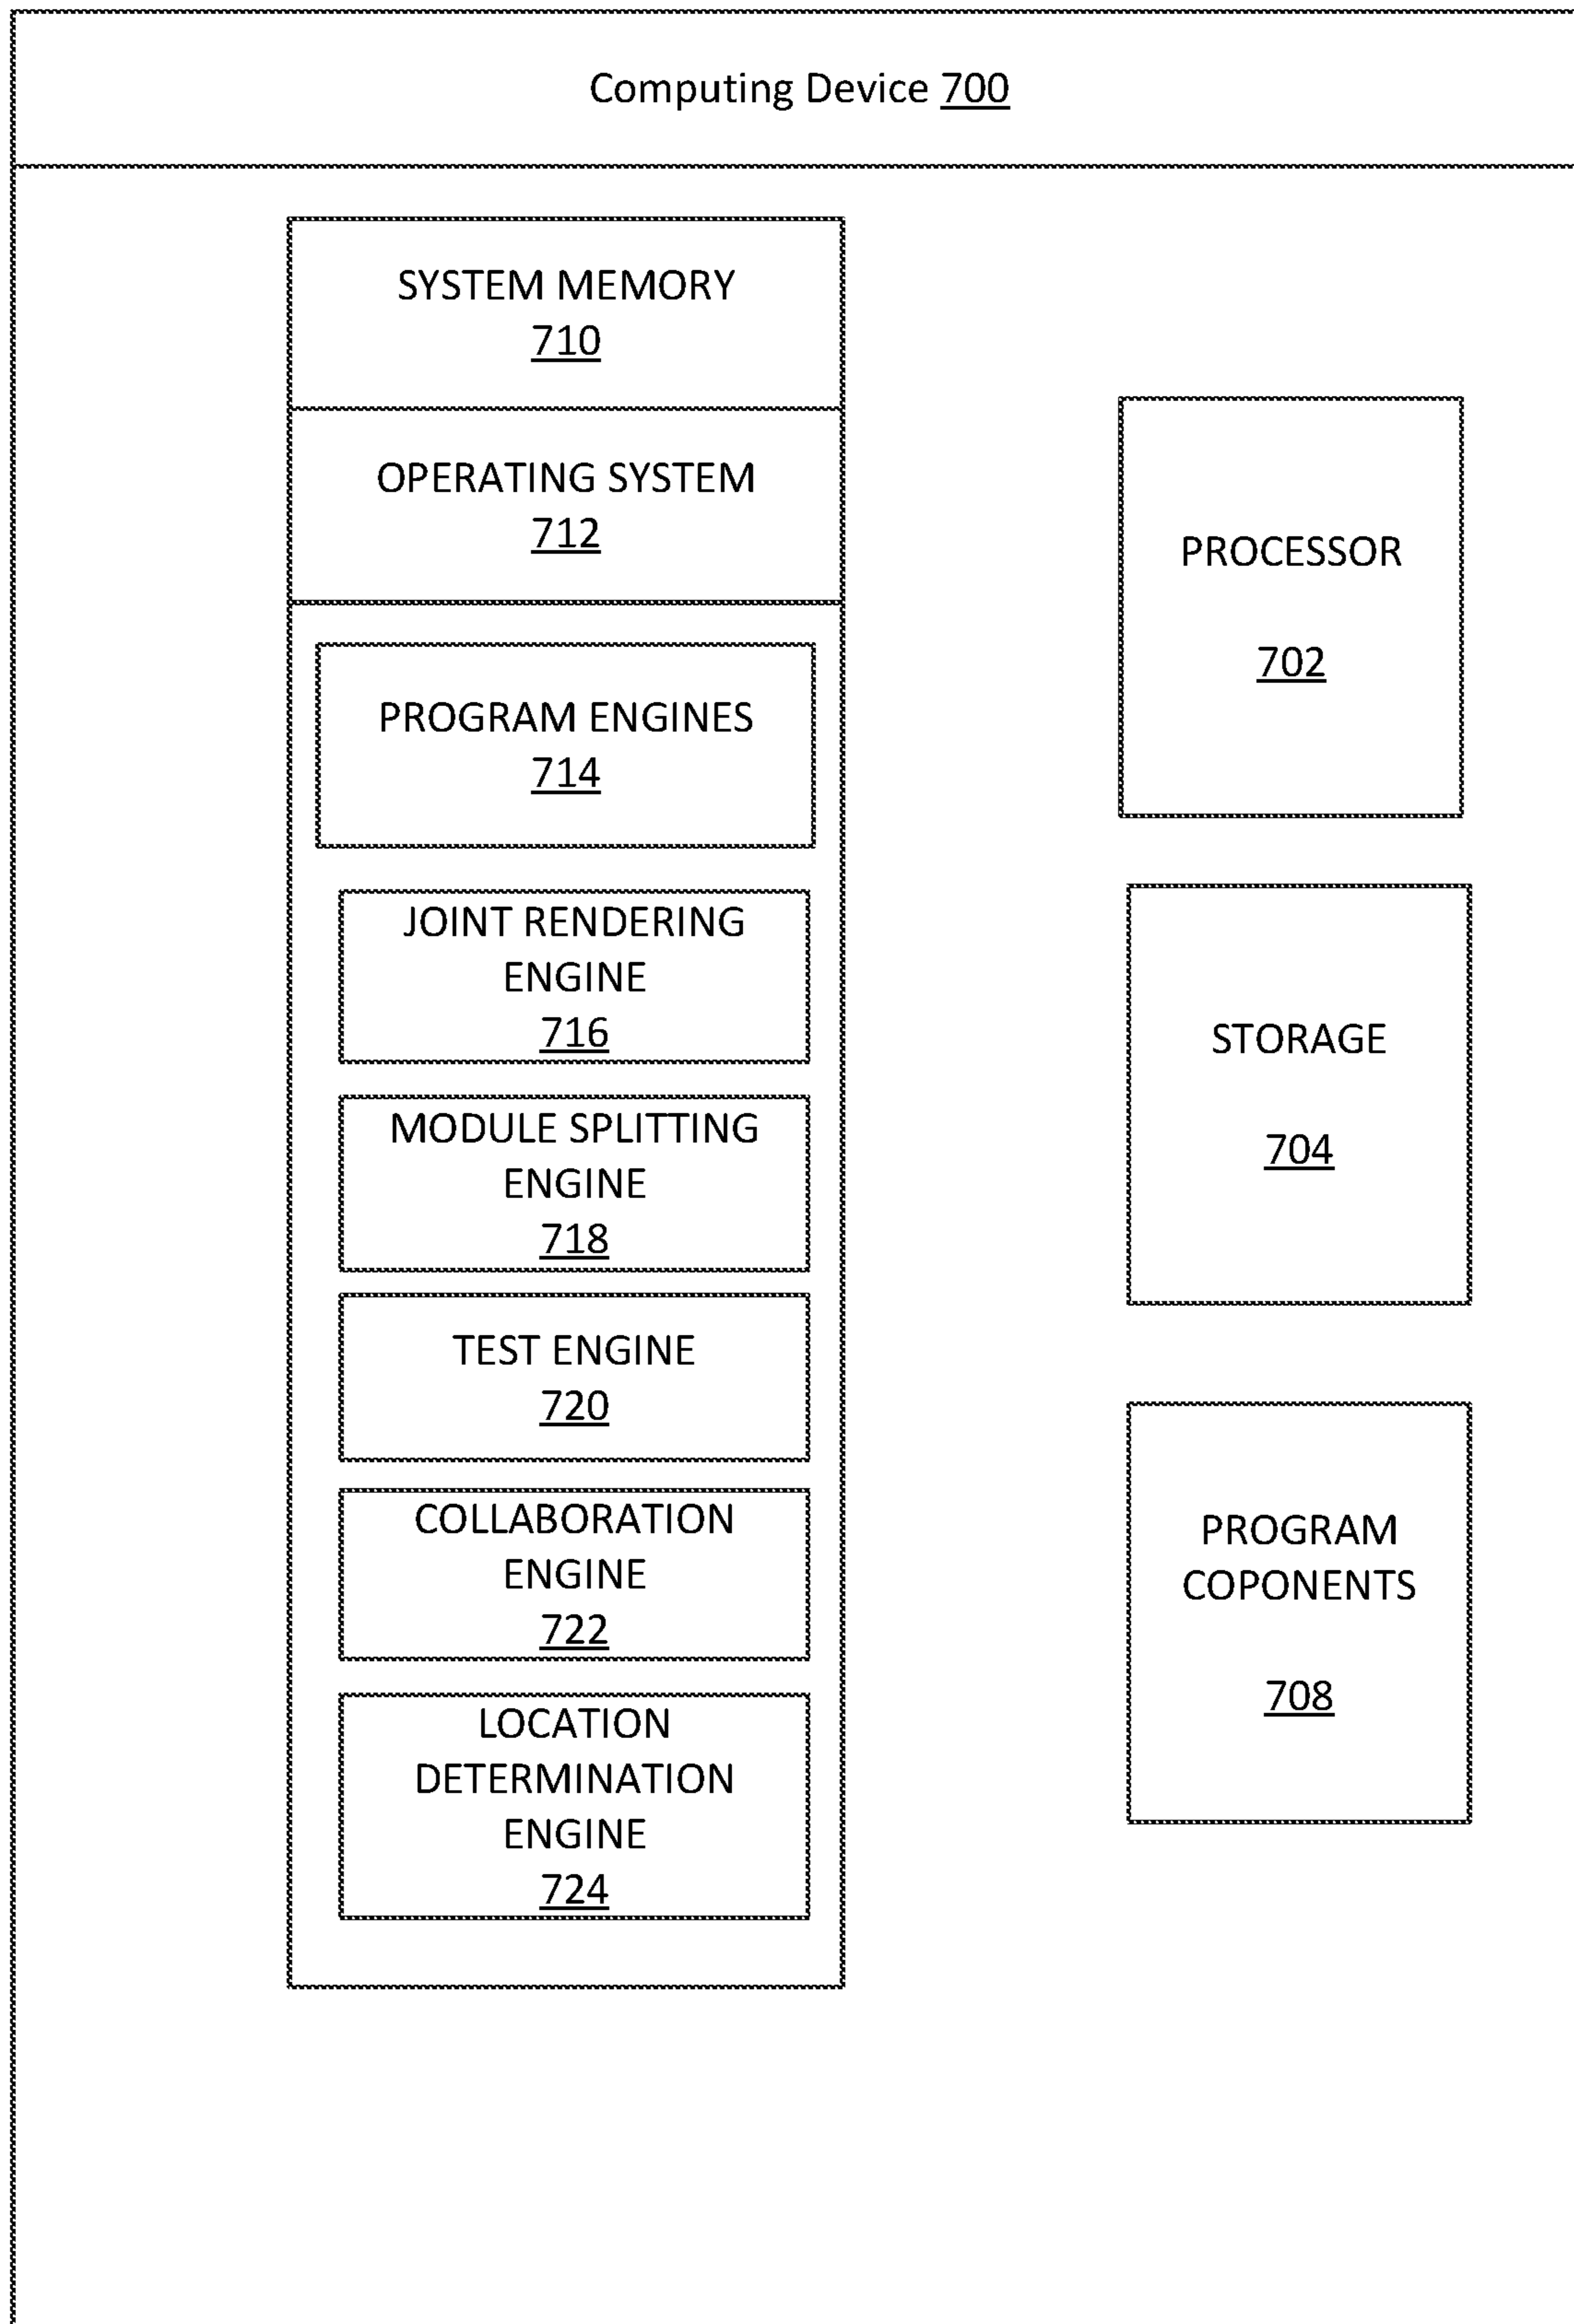 Computing Device 700
SYSTEM MEMORY
710
OPERATING SYSTEM
712
PROGRAM ENGINES
714
JOINT RENDERING
ENGINE
716
MODULE SPLITTING
ENGINE
718
TEST ENGINE
720
COLLABORATION
ENGINE
722
LOCATION
DETERMINATION
ENGINE
724
PROCESSOR
702
STORAGE
704
PROGRAM
COPONENTS
708